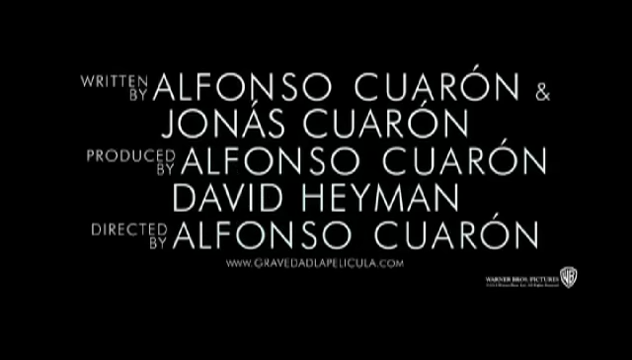 WRITTEN BY ALFONSO CUARÓN &
JONÁS CUARÓN
PRODUCED BY ALFONSO CUARÓN
DAVID HEYMAN
DIRECTED BY ALFONSO CUARÓN
WWW.GRAVEDADLAPELICULA.COM
WARNER BROS. PICTURES
WB